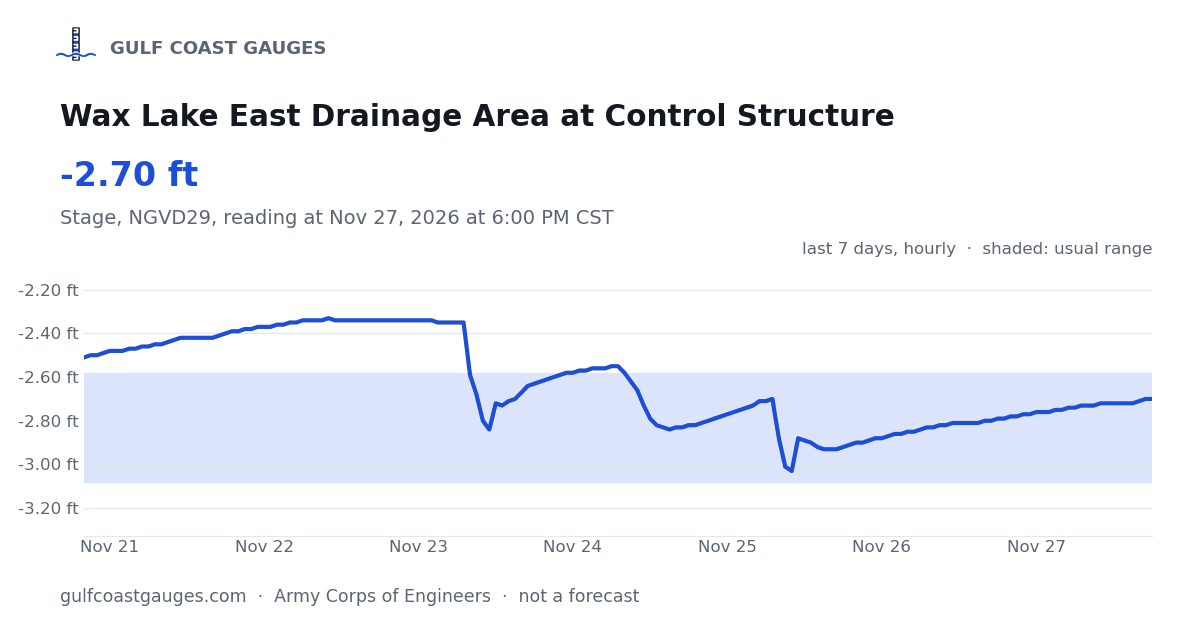 GULF COAST GAUGES
Wax Lake East Drainage Area at Control Structure
-2.70 ft
Stage, NGVD29, reading at Nov 27, 2026 at 6:00 PM CST
last 7 days, hourly · shaded: usual range
-2.20 ft
-2.40 ft
-2.60 ft
-2.80 ft
-3.00 ft
-3.20 ft
Nov 21 Nov 22 Nov 23 Nov 24 Nov 25 Nov 26 Nov 27
gulfcoastgauges.com · Army Corps of Engineers · not a forecast